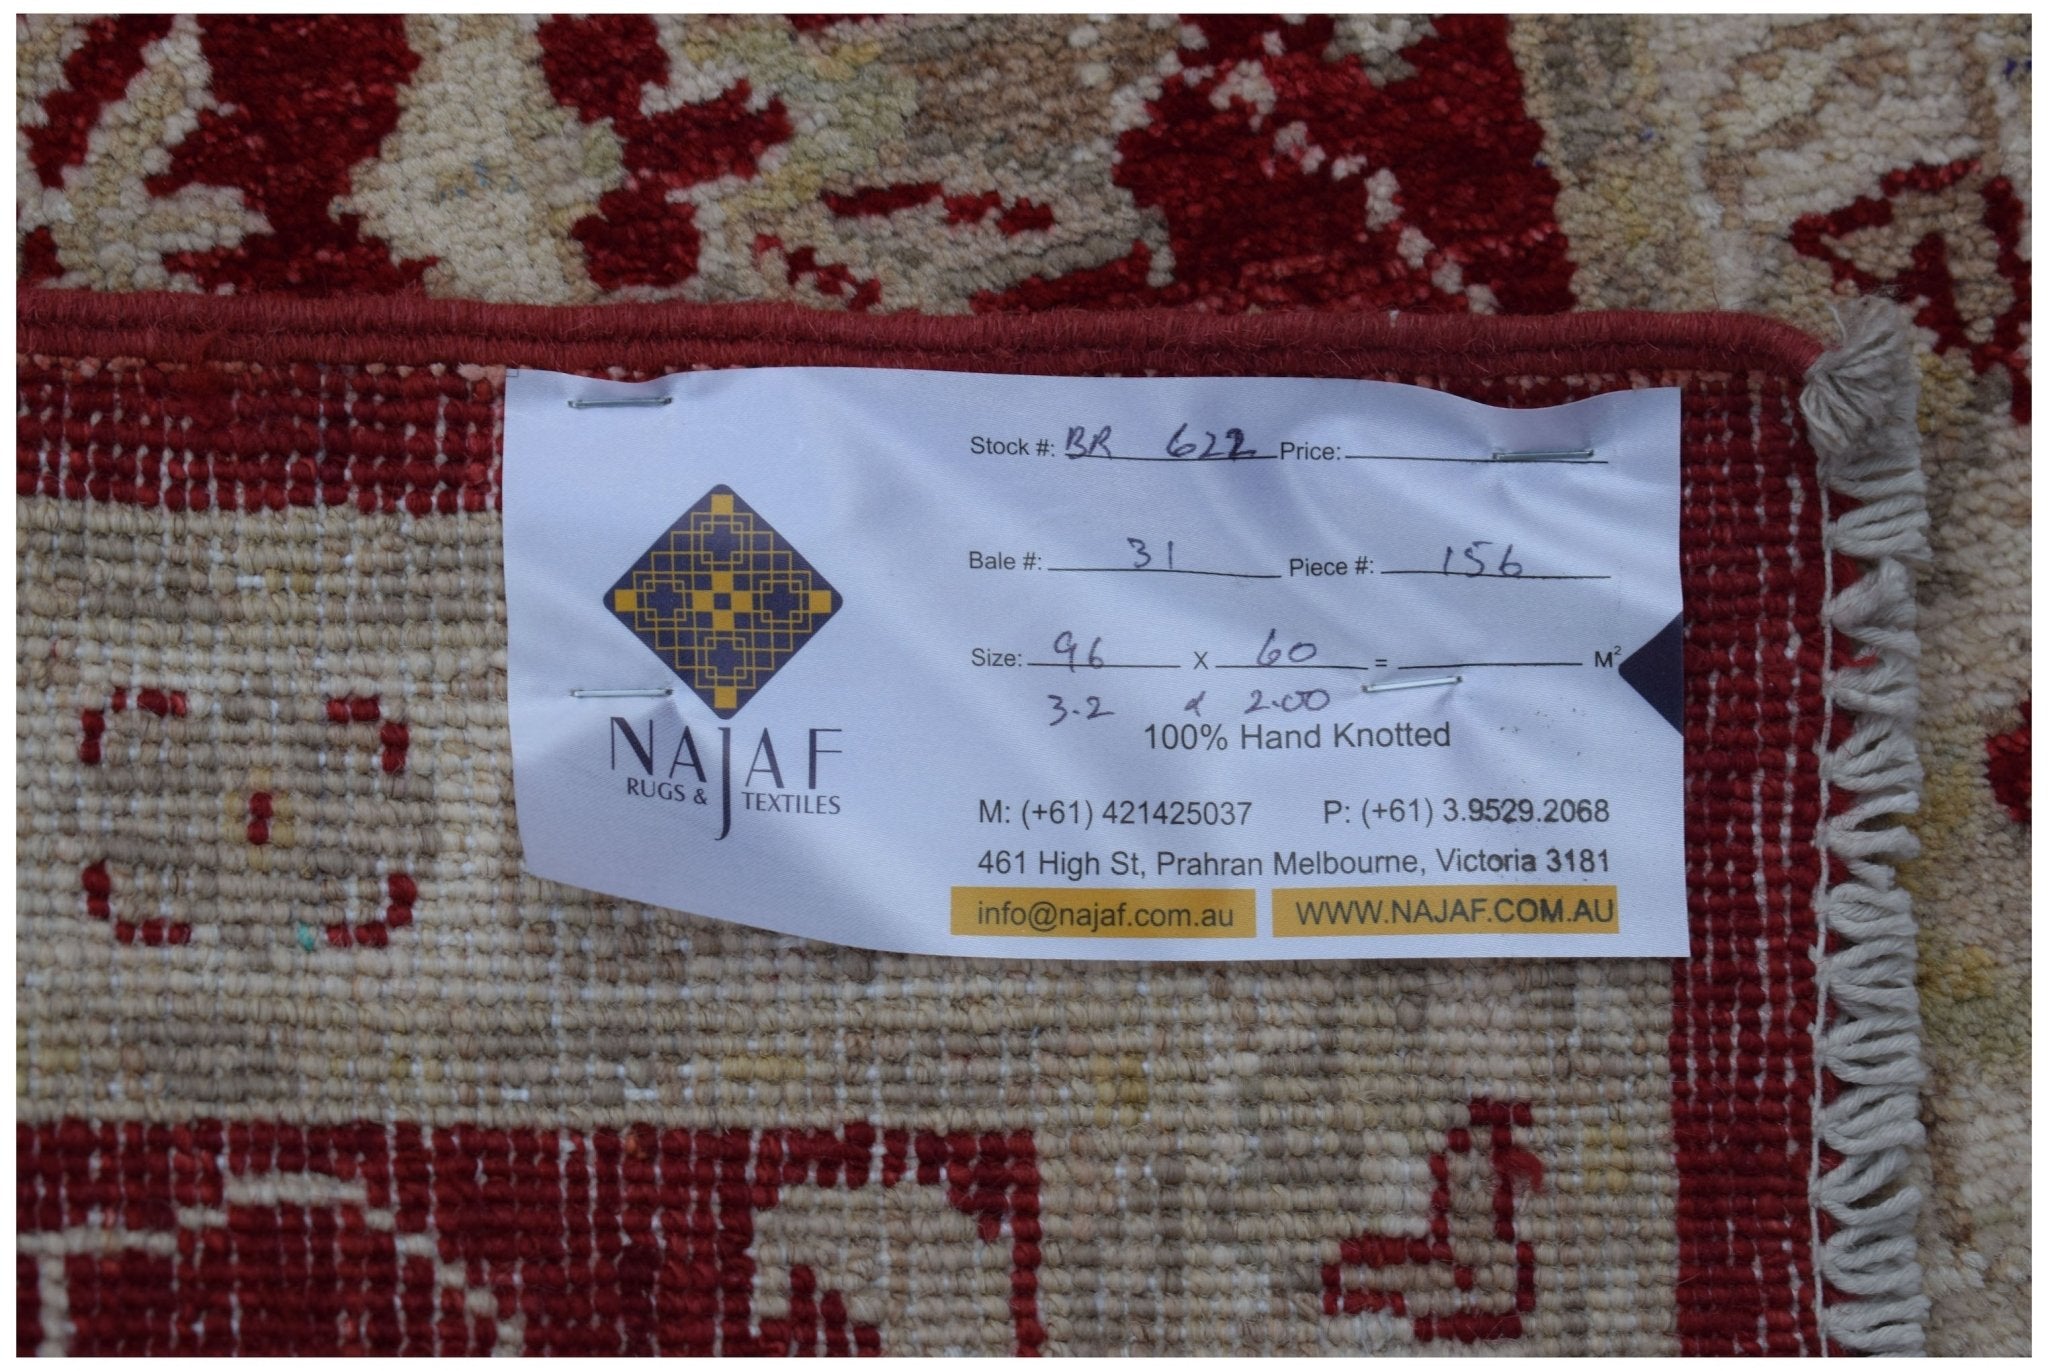 Stock #: BR 622 Price:
Bale #: 31 Piece #: 156
Size: 96 X 60 = M²
3.2 x 2.00
100% Hand Knotted
NAJAF
RUGS & TEXTILES
M: (+61) 421425037 P: (+61) 3.9529.2068
461 High St, Prahran Melbourne, Victoria 3181
info@najaf.com.au WWW.NAJAF.COM.AU